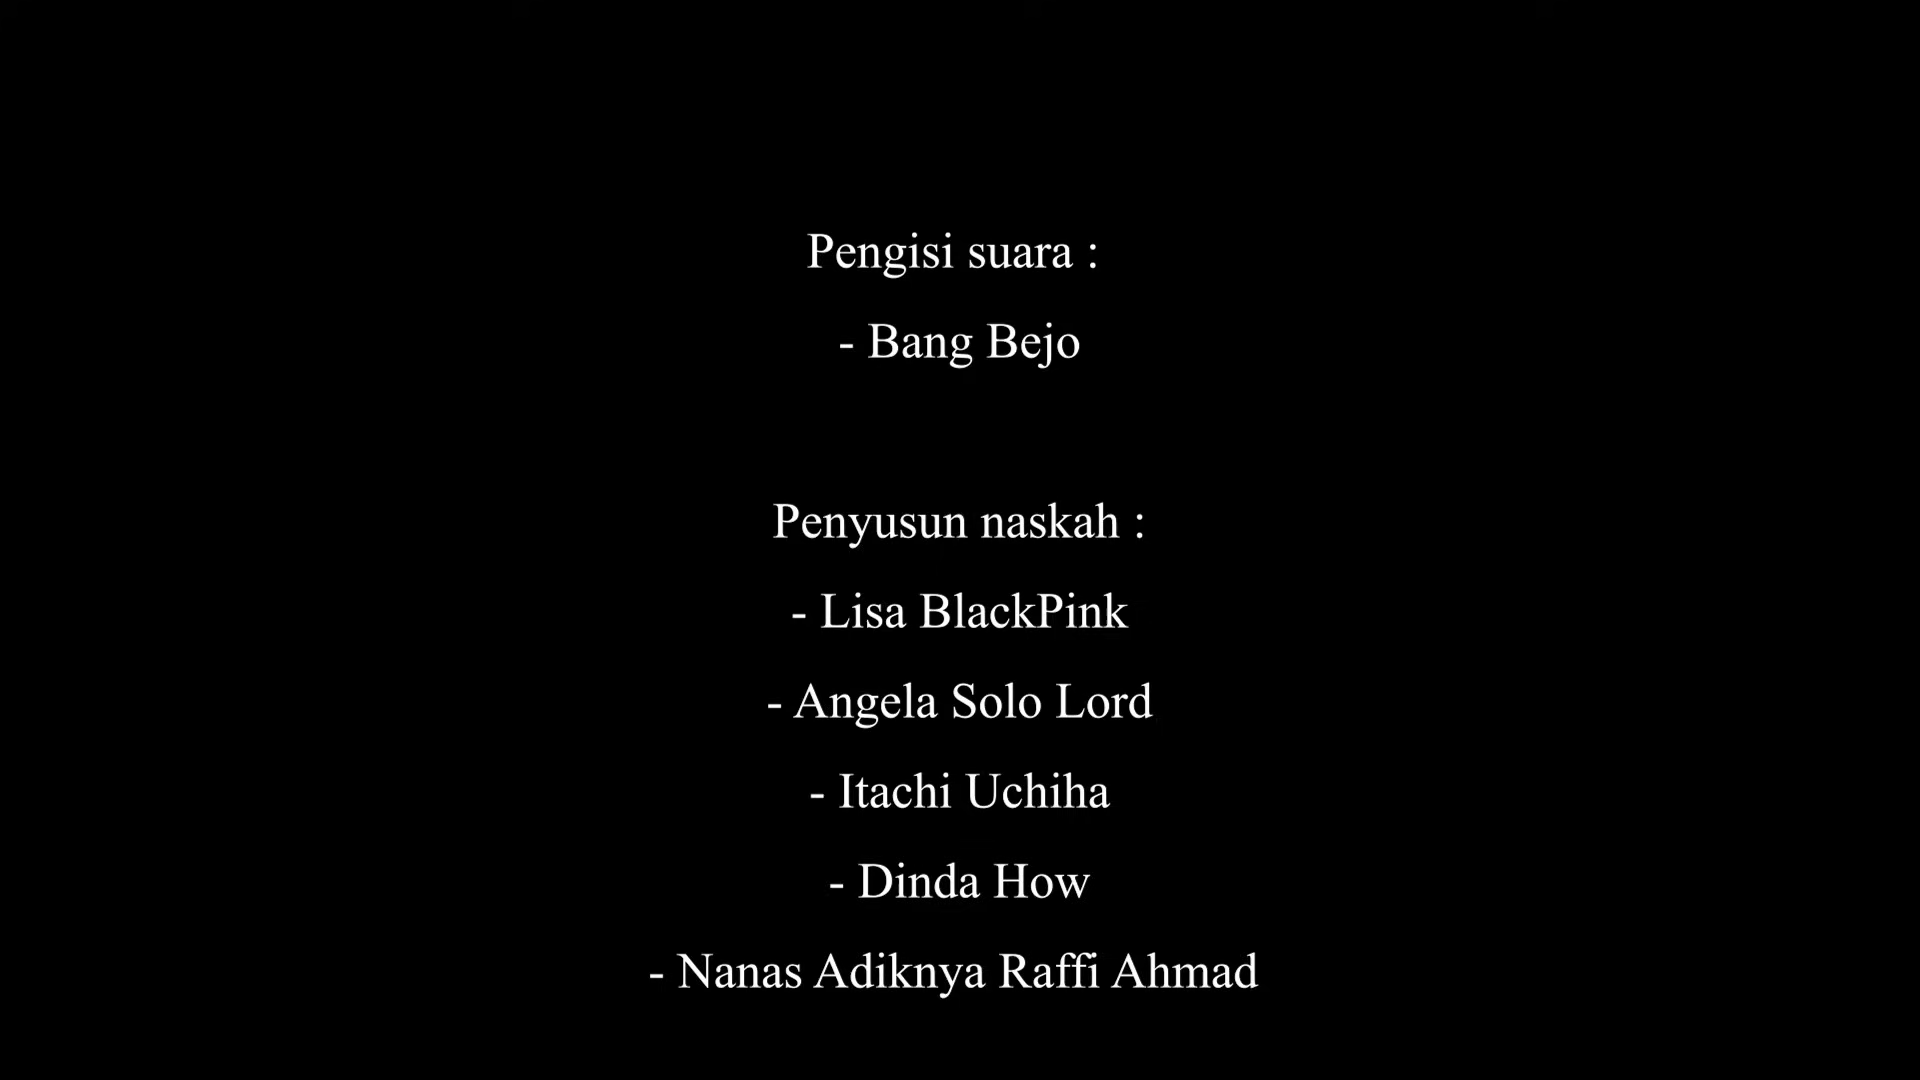 Pengisi suara :
- Bang Bejo
Penyusun naskah :
- Lisa BlackPink
- Angela Solo Lord
- Itachi Uchiha
- Dinda How
- Nanas Adiknya Raffi Ahmad